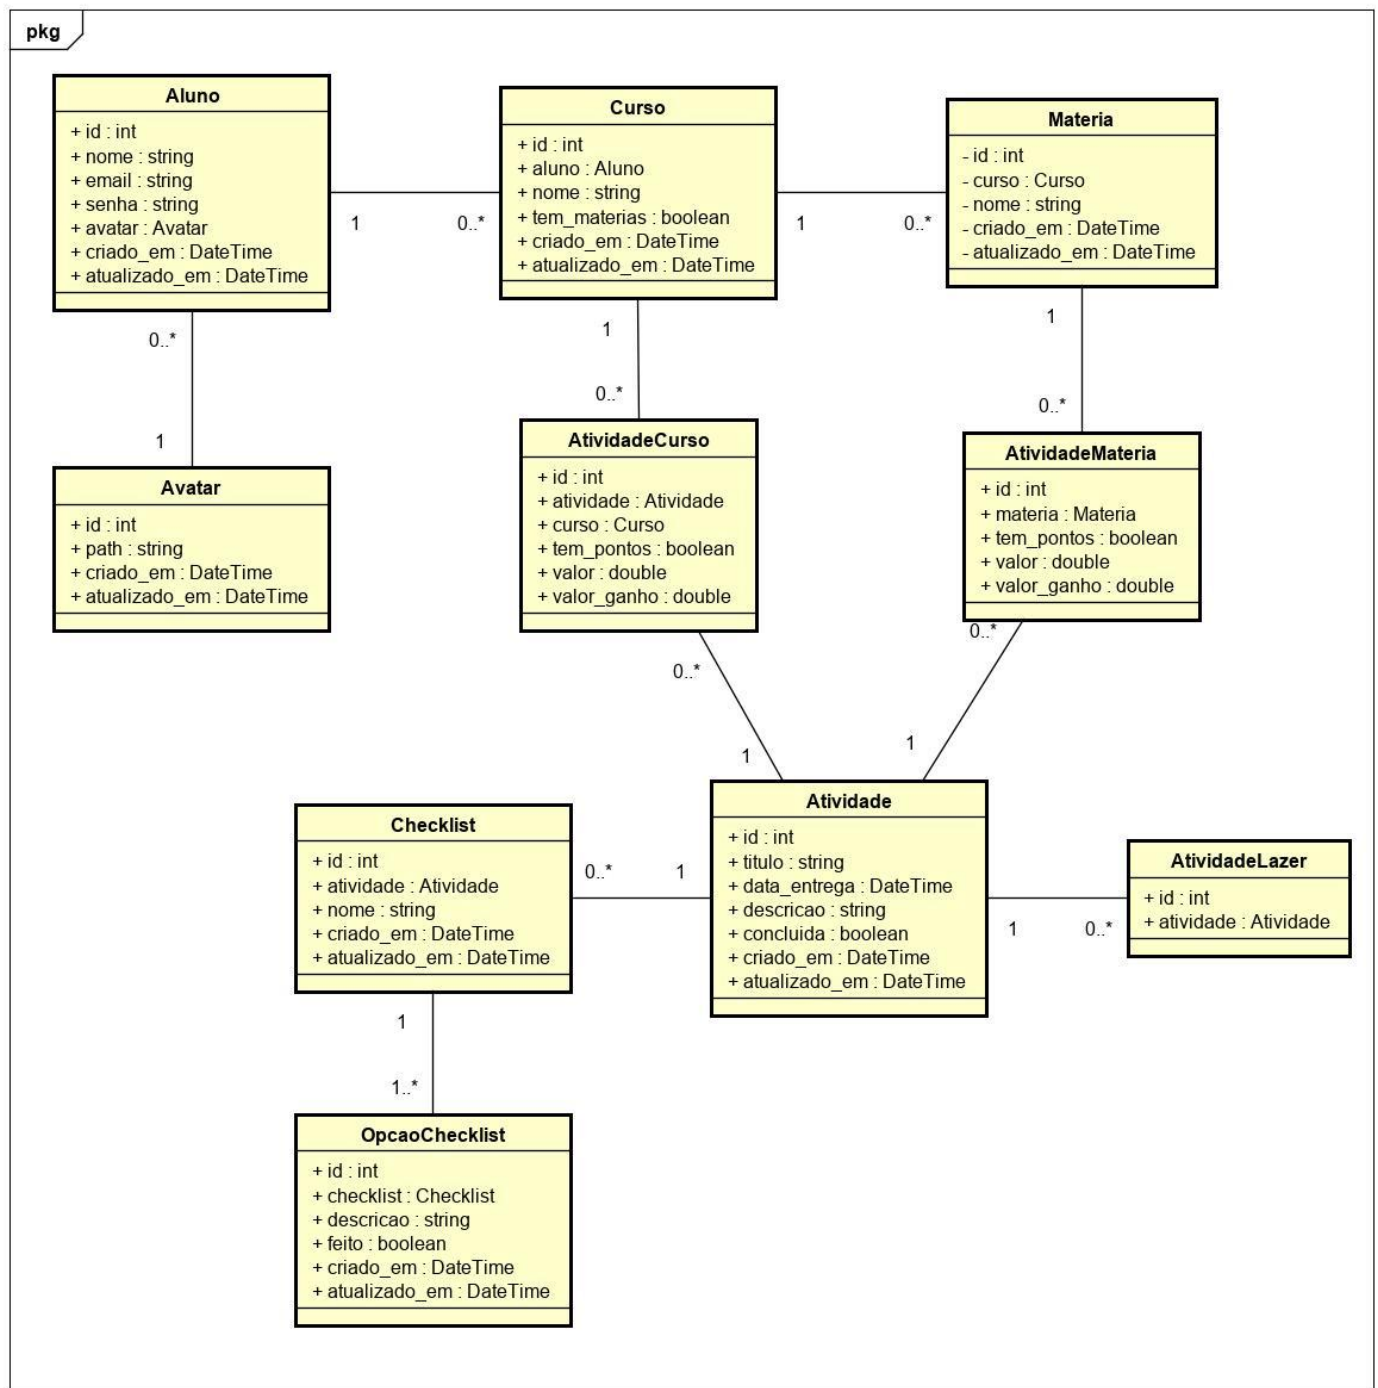 pkg
Aluno
+ id : int
+ nome : string
+ email : string
+ senha : string
+ avatar : Avatar
+ criado_em : DateTime
+ atualizado_em : DateTime
1
0..*
Curso
+ id : int
+ aluno : Aluno
+ nome : string
+ tem_materias : boolean
+ criado_em : DateTime
+ atualizado_em : DateTime
1
0..*
Materia
- id : int
- curso : Curso
- nome : string
- criado_em : DateTime
- atualizado_em : DateTime
0..*
1
1
0..*
1
0..*
Avatar
+ id : int
+ path : string
+ criado_em : DateTime
+ atualizado_em : DateTime
AtividadeCurso
+ id : int
+ atividade : Atividade
+ curso : Curso
+ tem_pontos : boolean
+ valor : double
+ valor_ganho : double
AtividadeMateria
+ id : int
+ materia : Materia
+ tem_pontos : boolean
+ valor : double
+ valor_ganho : double
0..*
1
0..*
1
Checklist
+ id : int
+ atividade : Atividade
+ nome : string
+ criado_em : DateTime
+ atualizado_em : DateTime
0..*
1
Atividade
+ id : int
+ titulo : string
+ data_entrega : DateTime
+ descricao : string
+ concluida : boolean
+ criado_em : DateTime
+ atualizado_em : DateTime
1
0..*
AtividadeLazer
+ id : int
+ atividade : Atividade
1
1..*
OpcaoChecklist
+ id : int
+ checklist : Checklist
+ descricao : string
+ feito : boolean
+ criado_em : DateTime
+ atualizado_em : DateTime